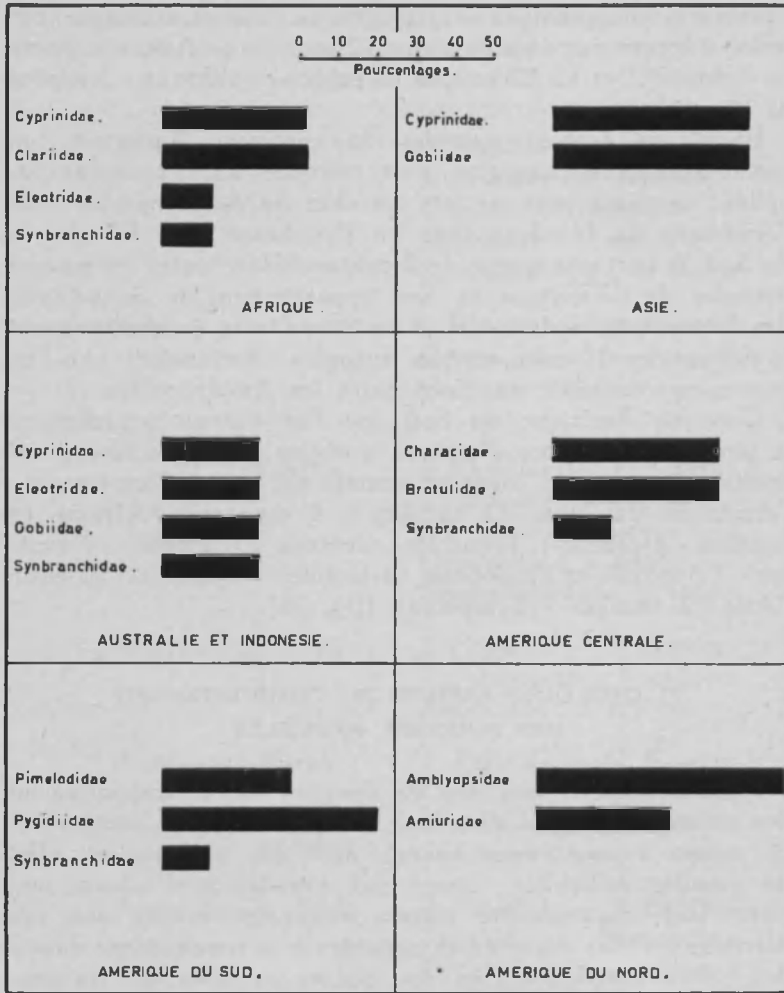 0 10 20 30 40 50
Pourcentages.
Cyprinidae.
Clariidae.
Eleotridae.
Synbranchidae.
AFRIQUE.
Cyprinidae.
Gobiidae
ASIE.
Cyprinidae
Eleotridae.
Gobiidae.
Synbranchidae.
AUSTRALIE ET INDONESIE.
Characidae
Brotulidae.
Synbranchidae
AMERIQUE CENTRALE.
Pimelodidae
Pygidiidae
Synbranchidae
AMERIQUE DU SUD.
Amblyopsidae
Amiuridae
AMERIQUE DU NORD.